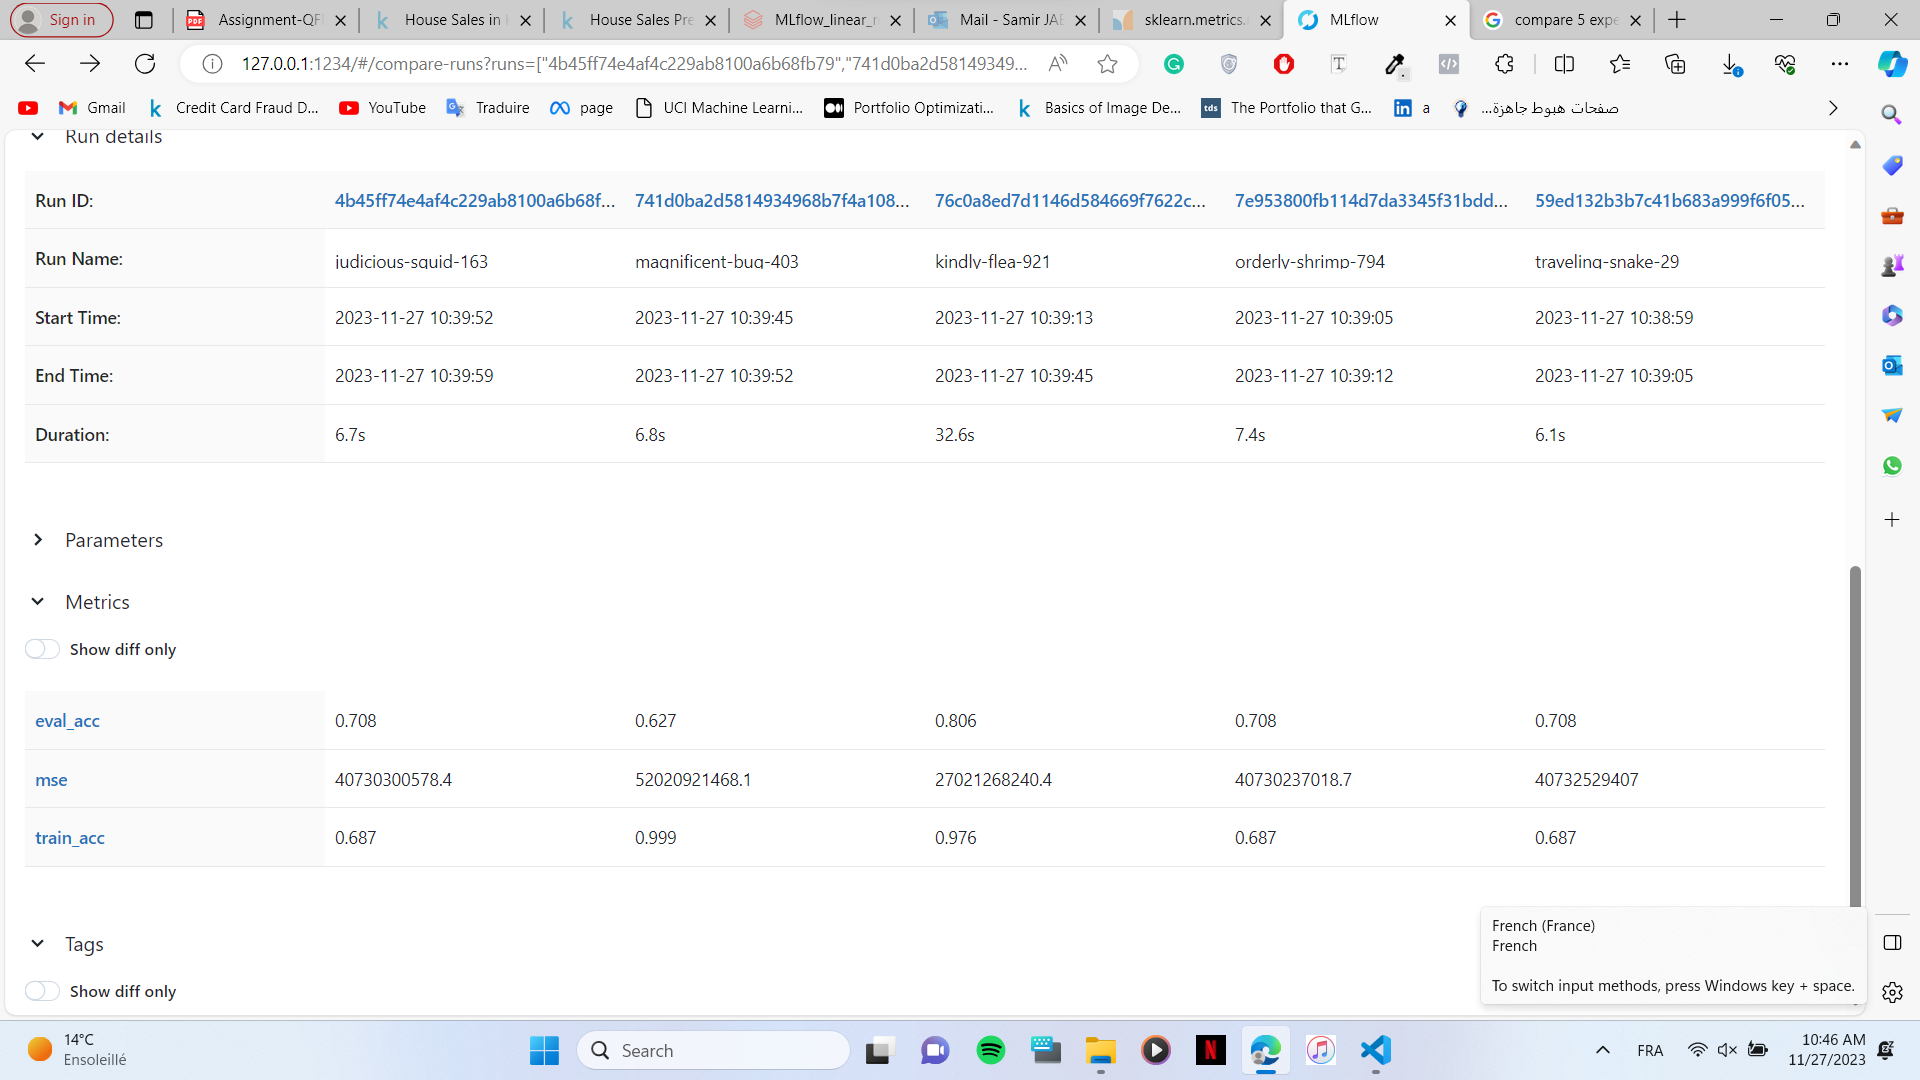 Sign in
Assignment-QF
House Sales in
House Sales Pre
MLflow_linear_r
Mail - Samir JAB
sklearn.metrics.
MLflow
compare 5 expe
127.0.0.1:1234/#/compare-runs?runs=["4b45ff74e4af4c229ab8100a6b68fb79","741d0ba2d58149349...
Gmail
Credit Card Fraud D...
YouTube
Traduire
page
UCI Machine Learni...
Portfolio Optimizati...
Basics of Image De...
tds The Portfolio that G...
a
صفحات هبوط جاهزة...
Run details
Run ID: 4b45ff74e4af4c229ab8100a6b68f... 741d0ba2d5814934968b7f4a108... 76c0a8ed7d1146d584669f7622c... 7e953800fb114d7da3345f31bdd... 59ed132b3b7c41b683a999f6f05...
Run Name: judicious-squid-163 magnificent-bug-403 kindly-flea-921 orderly-shrimp-794 traveling-snake-29
Start Time: 2023-11-27 10:39:52 2023-11-27 10:39:45 2023-11-27 10:39:13 2023-11-27 10:39:05 2023-11-27 10:38:59
End Time: 2023-11-27 10:39:59 2023-11-27 10:39:52 2023-11-27 10:39:45 2023-11-27 10:39:12 2023-11-27 10:39:05
Duration: 6.7s 6.8s 32.6s 7.4s 6.1s
Parameters
Metrics
Show diff only
eval_acc 0.708 0.627 0.806 0.708 0.708
mse 40730300578.4 52020921468.1 27021268240.4 40730237018.7 40732529407
train_acc 0.687 0.999 0.976 0.687 0.687
Tags
Show diff only
French (France)
French
To switch input methods, press Windows key + space.
14°C
Ensoleillé
Search
FRA
10:46 AM
11/27/2023